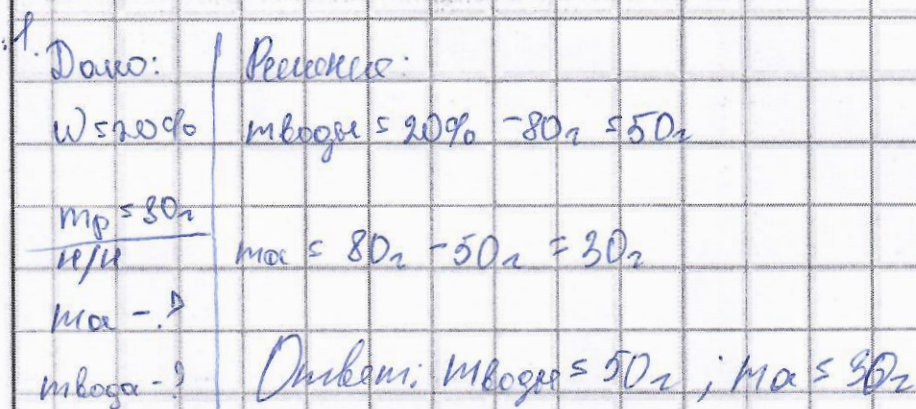 1.
Дано:
Решение:
W = 20%
mводы = 20% - 80г = 50г
mр = 80г
н/н
mа = 80г - 50г = 30г
mа - ?
mвода - ?
Ответ: mводы = 50г ; mа = 30г